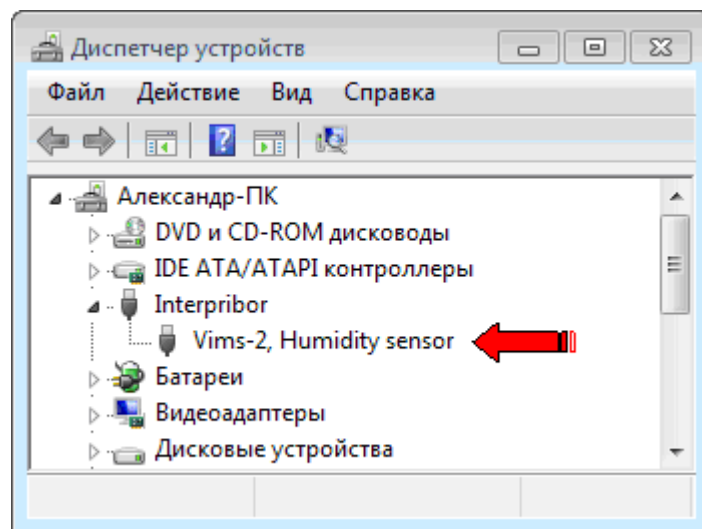 Диспетчер устройств
Файл Действие Вид Справка
Александр-ПК
DVD и CD-ROM дисководы
IDE ATA/ATAPI контроллеры
Interpribor
Vims-2, Humidity sensor
Батареи
Видеоадаптеры
Дисковые устройства